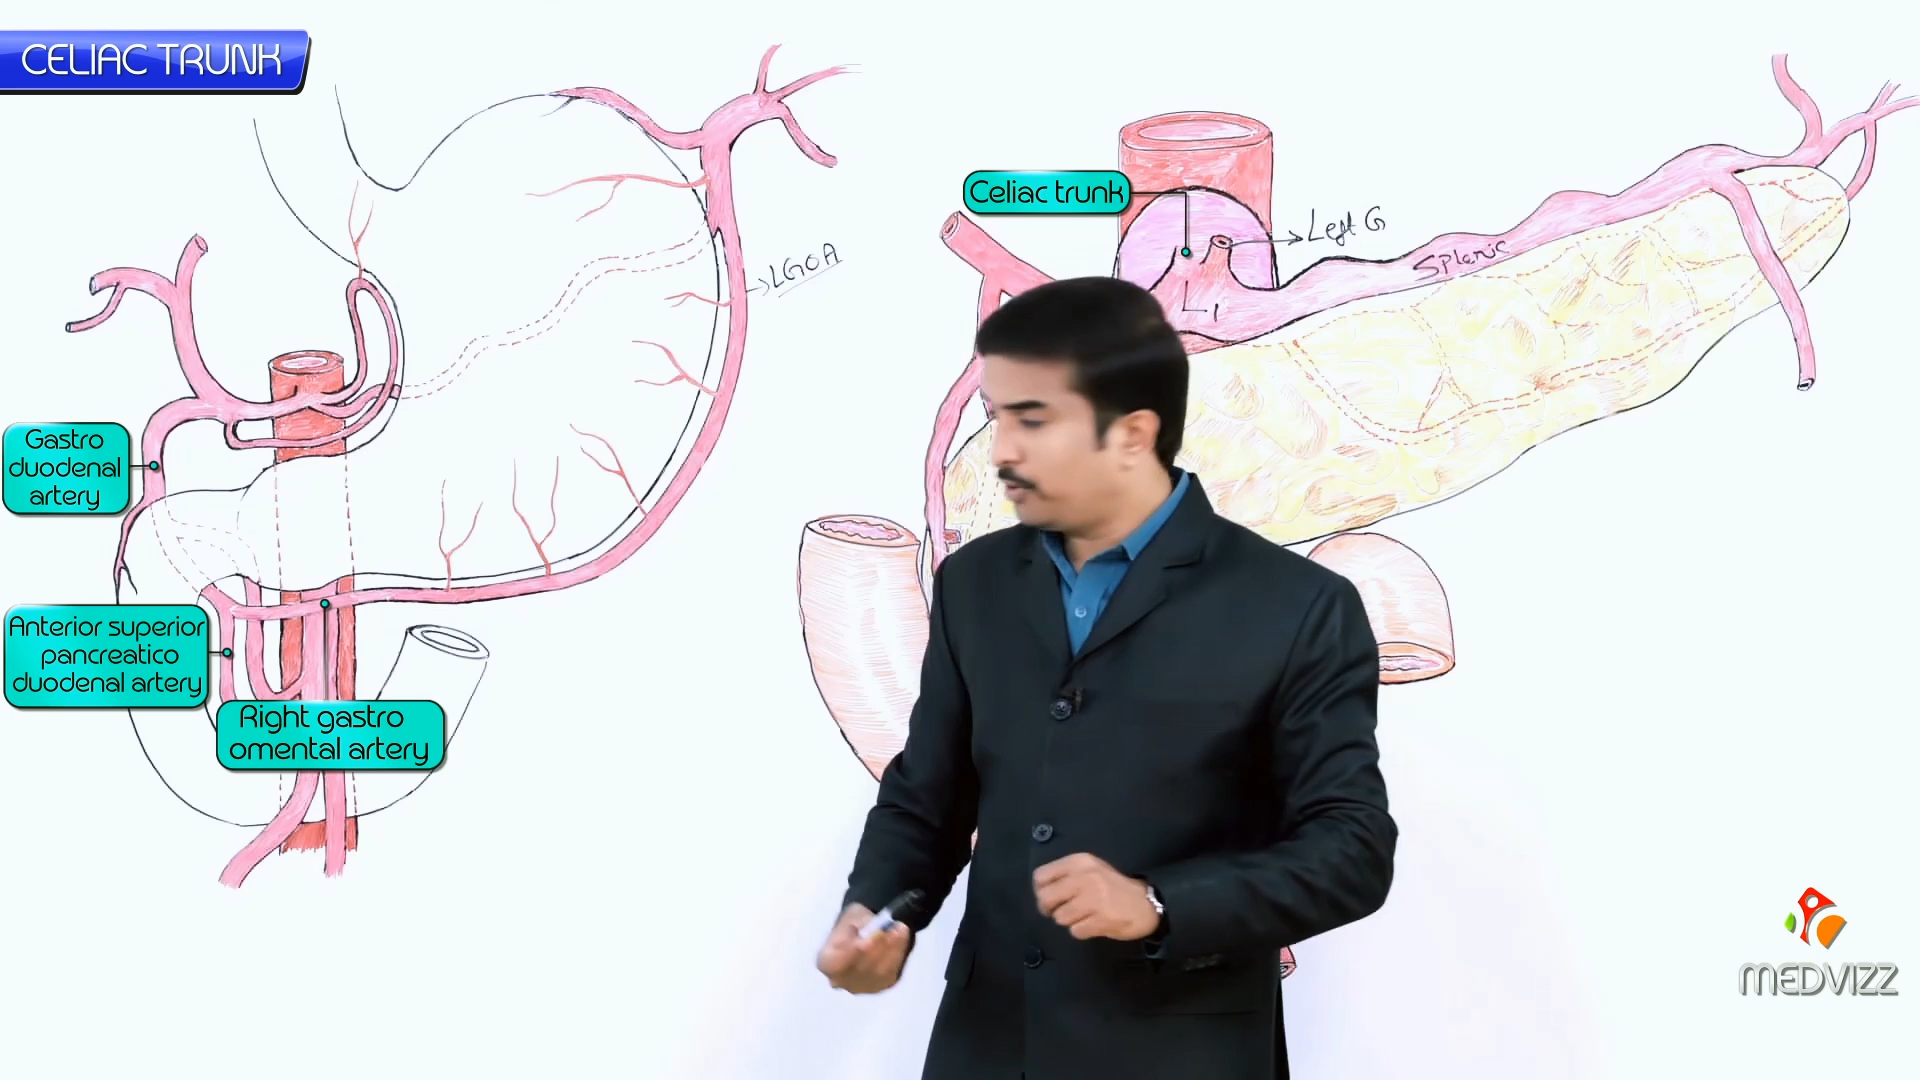 CELIAC TRUNK
Celiac trunk
Left G
Splenic
L1
LGOA
Gastro
duodenal
artery
Anterior superior
pancreatico
duodenal artery
Right gastro
omental artery
MEDVIZZ